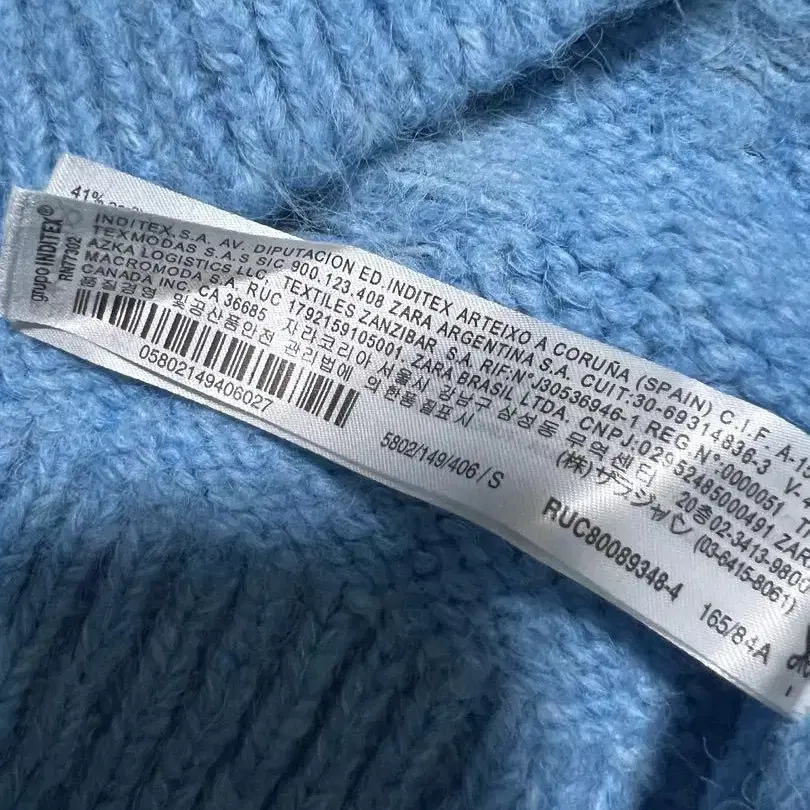 41%
grupo INDITEX®
RN77302
INDITEX, S.A. AV. DIPUTACION ED. INDITEX ARTEIXO A CORUÑA (SPAIN) C.I.F. A-
TEXMODAS S.A.S S/C 900.123.408 ZARA ARGENTINA S.A. CUIT:30-69314836-3 V-
AZKA LOGISTICS LLC, TEXTILES ZANZIBAR, S.A. RIF:Nº J30536946-1 REG Nº:0000051
MACROMODA S.A. RUC 1792159105001, ZARA BRASIL LTDA, CNPJ:02952485000491 ZAR
CANADA INC. CA 36685 자라코리아 서울시 강남구 삼성동 무역센터 20층 02-3413-980
품질경영 및 공산품안전 관리법에 의한 품질표시 (株)ザラジャパン (03-6415-8061)
05802149406027
5802/149/406/S
RUC80089348-4
165/84A